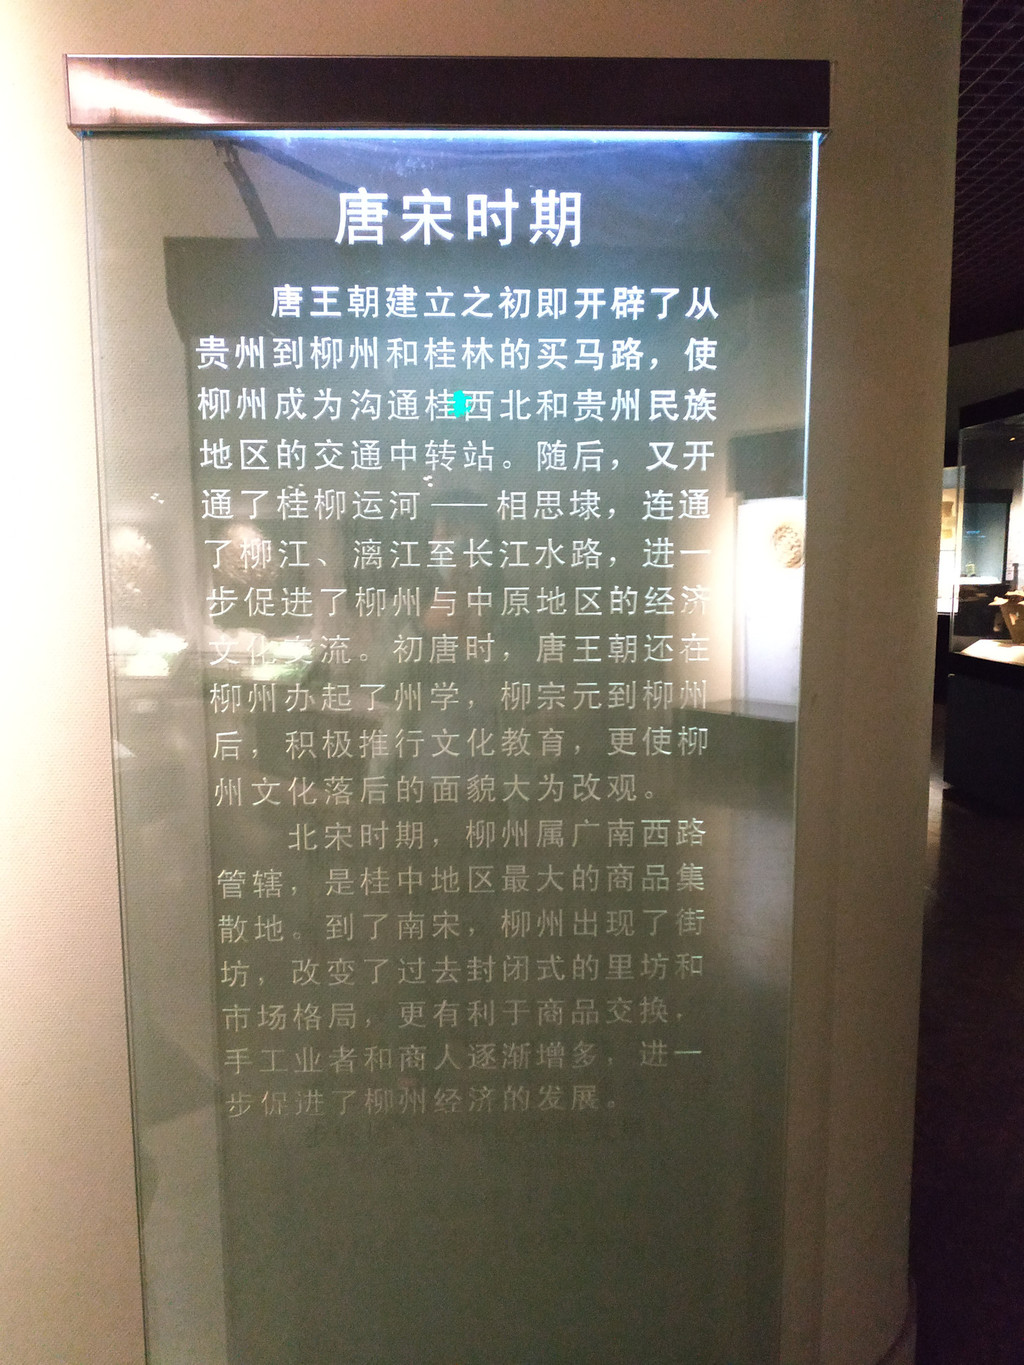 唐宋时期
唐王朝建立之初即开辟了从
贵州到柳州和桂林的买马路，使
柳州成为沟通桂西北和贵州民族
地区的交通中转站。随后，又开
通了桂柳运河——相思埭，连通
了柳江、漓江至长江水路，进一
步促进了柳州与中原地区的经济
文化交流。初唐时，唐王朝还在
柳州办起了州学，柳宗元到柳州
后，积极推行文化教育，更使柳
州文化落后的面貌大为改观。
北宋时期，柳州属广南西路
管辖，是桂中地区最大的商品集
散地。到了南宋，柳州出现了街
坊，改变了过去封闭式的里坊和
市场格局，更有利于商品交换，
手工业者和商人逐渐增多，进一
步促进了柳州经济的发展。